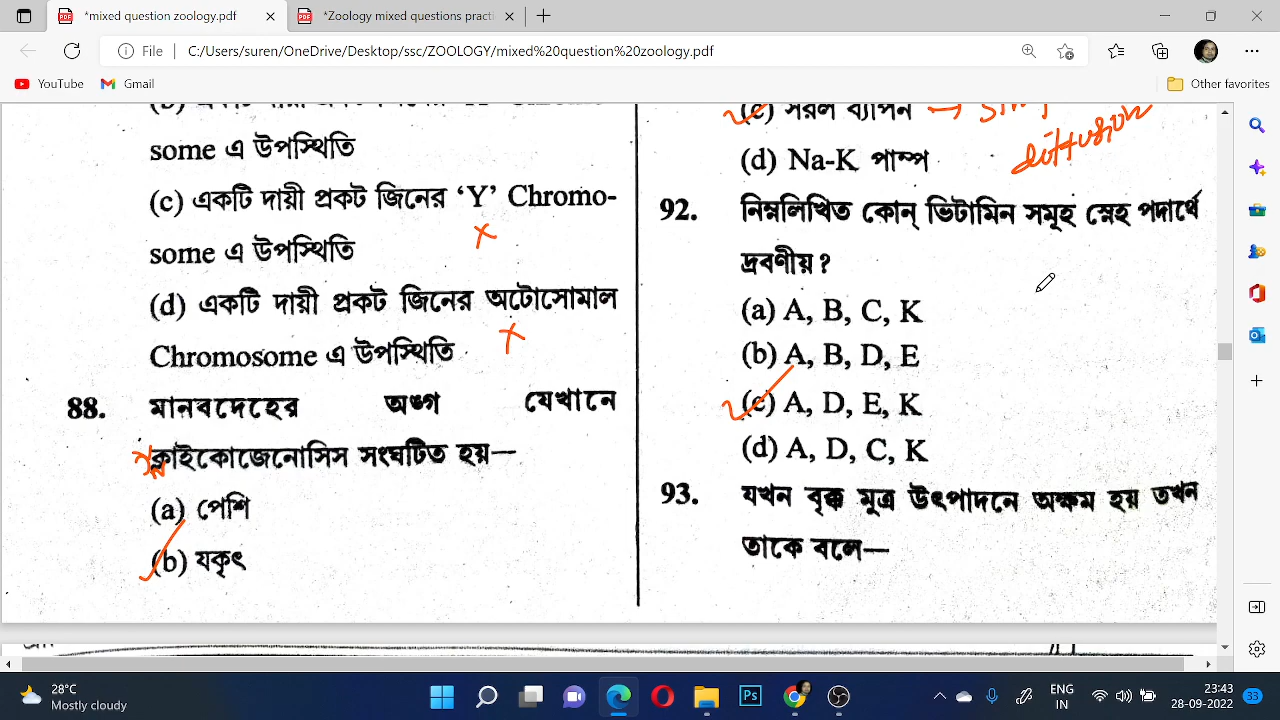 *mixed question zoology.pdf
*Zoology mixed questions practi
File C:/Users/suren/OneDrive/Desktop/ssc/ZOOLOGY/mixed%20question%20zoology.pdf
YouTube Gmail Other favorites
some এ উপস্থিতি
(c) একটি দায়ী প্রকট জিনের ‘Y’ Chromo-
some এ উপস্থিতি
(d) একটি দায়ী প্রকট জিনের অটোসোমাল
Chromosome এ উপস্থিতি
88. মানবদেহের অঙ্গ যেখানে
ক্লাইকোজেনোসিস সংঘটিত হয়—
(a) পেশি
(b) যকৃৎ
(c) সরল ব্যাপন →
diffusion
(d) Na-K পাম্প
92. নিম্নলিখিত কোন্ ভিটামিন সমূহ স্নেহ পদার্থে
দ্রবণীয় ?
(a) A, B, C, K
(b) A, B, D, E
(c) A, D, E, K
(d) A, D, C, K
93. যখন বৃক্ক মুত্র উৎপাদনে অক্ষম হয় তখন
তাকে বলে—
ENG
IN
23:43
28-09-2022
33